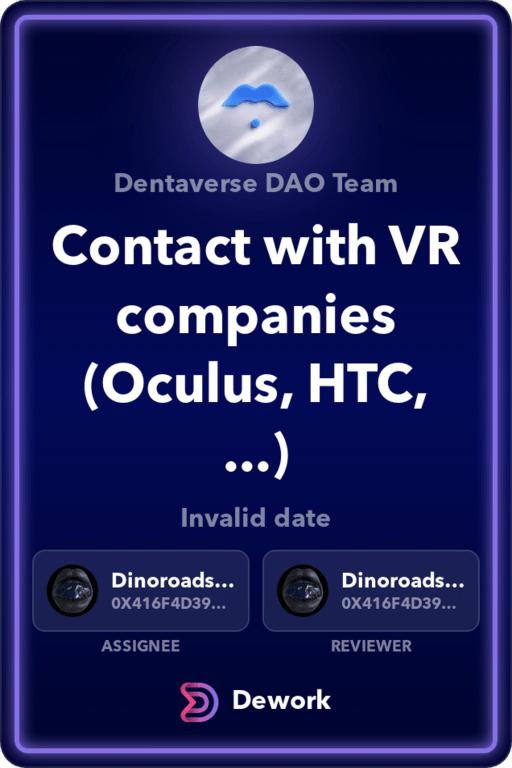 Dentaverse DAO Team
Contact with VR
companies
(Oculus, HTC,
...)
Invalid date
Dinoroads... Dinoroads...
0X416F4D39... 0X416F4D39...
ASSIGNEE REVIEWER
Dework